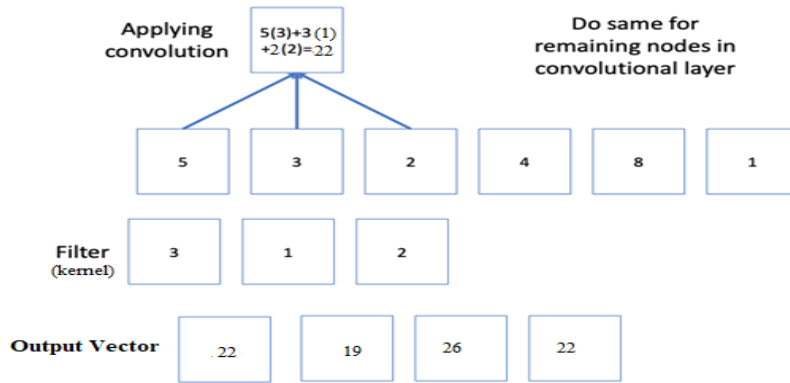 Applying
convolution
5(3)+3(1)
+2(2)=22
Do same for
remaining nodes in
convolutional layer
5 3 2 4 8 1
Filter
(kernel)
3 1 2
Output Vector 22 19 26 22